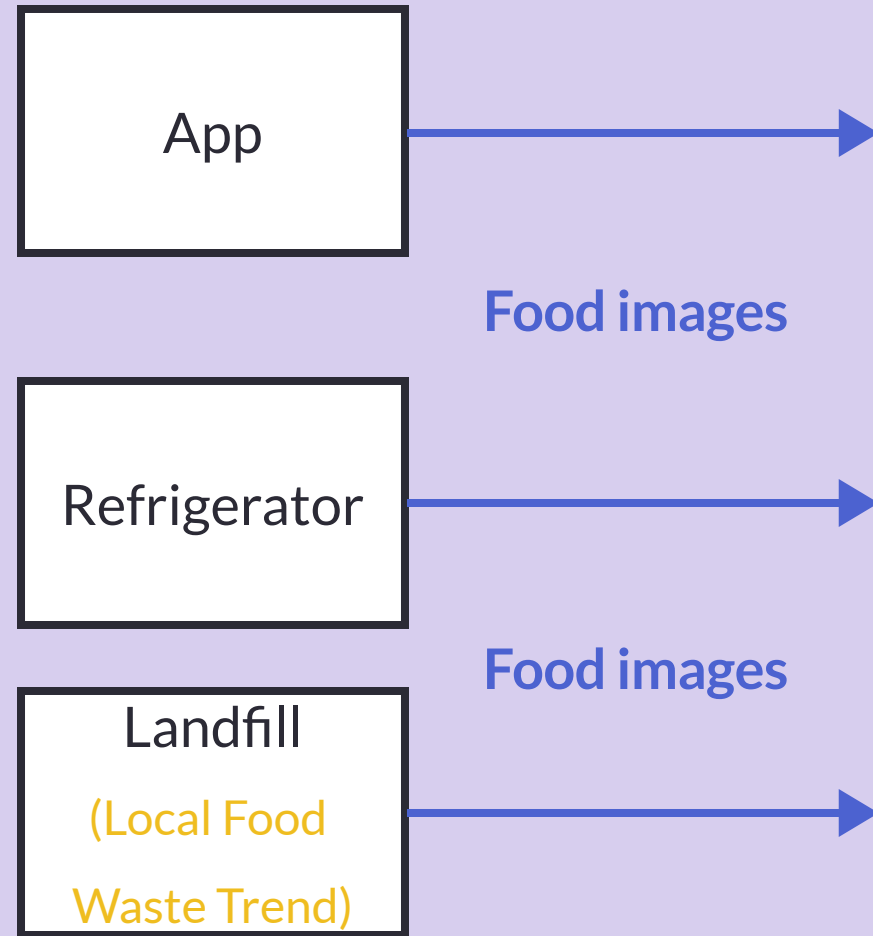 App
Food images
Refrigerator
Food images
Landfill
(Local Food
Waste Trend)